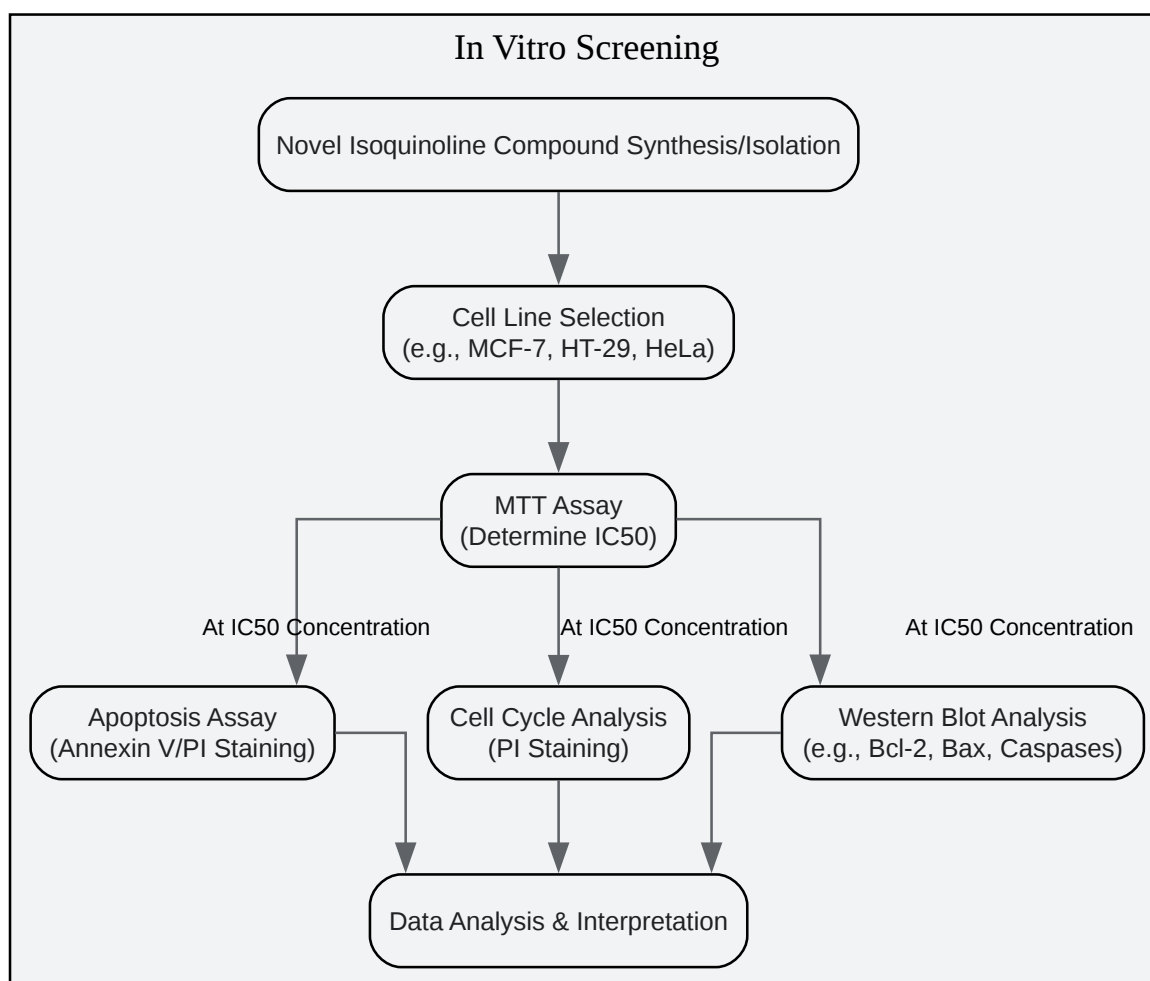 In Vitro Screening
Novel Isoquinoline Compound Synthesis/Isolation
Cell Line Selection
(e.g., MCF-7, HT-29, HeLa)
MTT Assay
(Determine IC50)
At IC50 Concentration
At IC50 Concentration
At IC50 Concentration
Apoptosis Assay
(Annexin V/PI Staining)
Cell Cycle Analysis
(PI Staining)
Western Blot Analysis
(e.g., Bcl-2, Bax, Caspases)
Data Analysis & Interpretation